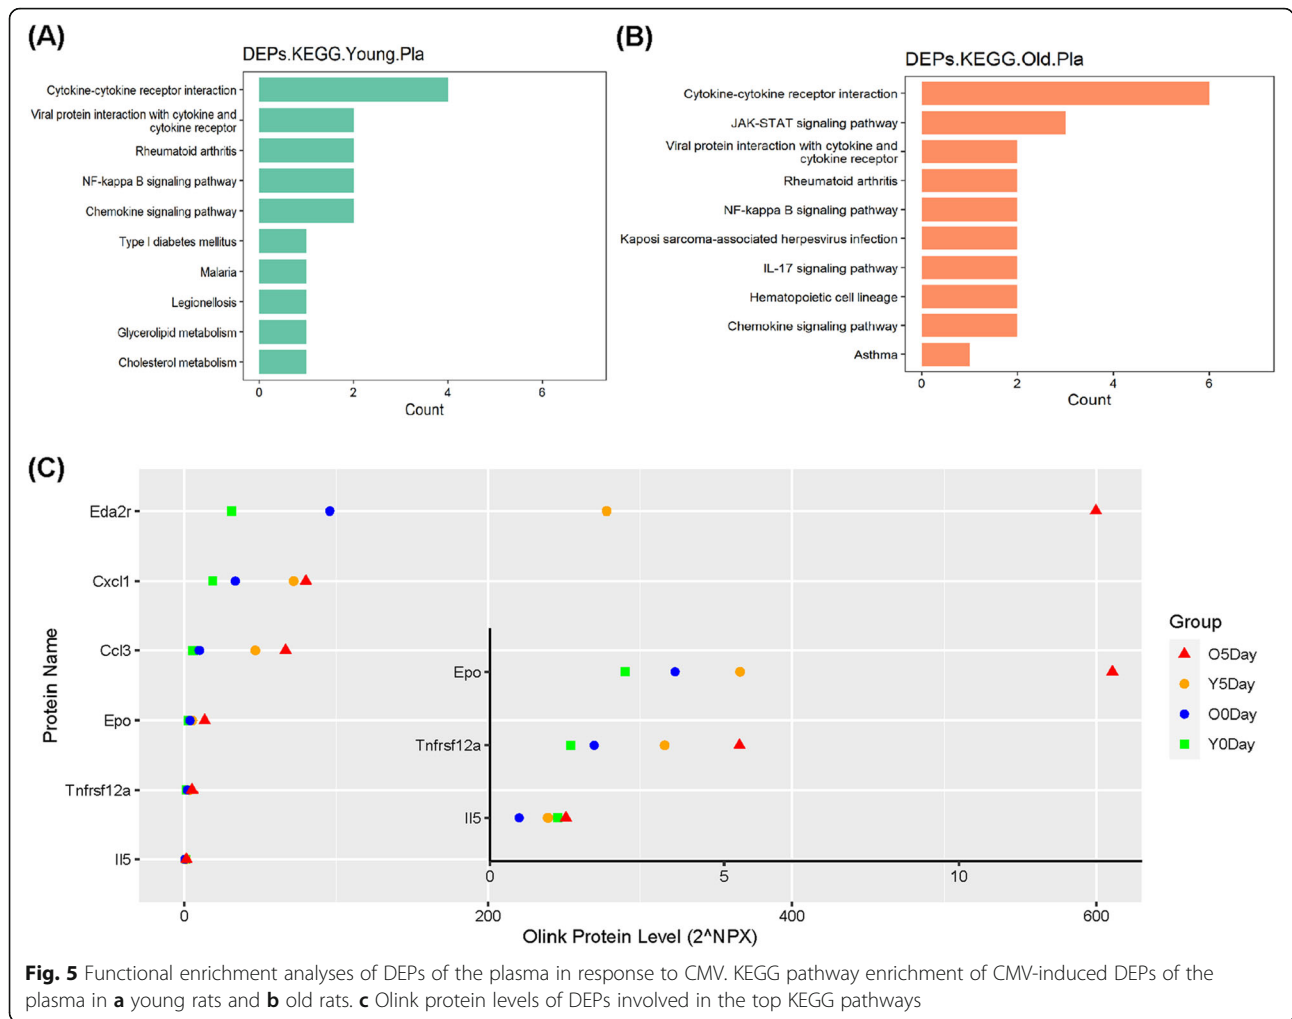 (A)
DEPs.KEGG.Young.Pla
Cytokine-cytokine receptor interaction
Viral protein interaction with cytokine and
cytokine receptor
Rheumatoid arthritis
NF-kappa B signaling pathway
Chemokine signaling pathway
Type I diabetes mellitus
Malaria
Legionellosis
Glycerolipid metabolism
Cholesterol metabolism
0 2 4 6
Count
(B)
DEPs.KEGG.Old.Pla
Cytokine-cytokine receptor interaction
JAK-STAT signaling pathway
Viral protein interaction with cytokine and
cytokine receptor
Rheumatoid arthritis
NF-kappa B signaling pathway
Kaposi sarcoma-associated herpesvirus infection
IL-17 signaling pathway
Hematopoietic cell lineage
Chemokine signaling pathway
Asthma
0 2 4 6
Count
(C)
Protein Name
Eda2r
Cxcl1
Ccl3
Epo
Tnfrsf12a
Il5
Epo
Tnfrsf12a
Il5
0 5 10
0 200 400 600
Olink Protein Level (2^NPX)
Group
O5Day
Y5Day
O0Day
Y0Day
Fig. 5 Functional enrichment analyses of DEPs of the plasma in response to CMV. KEGG pathway enrichment of CMV-induced DEPs of the
plasma in a young rats and b old rats. c Olink protein levels of DEPs involved in the top KEGG pathways